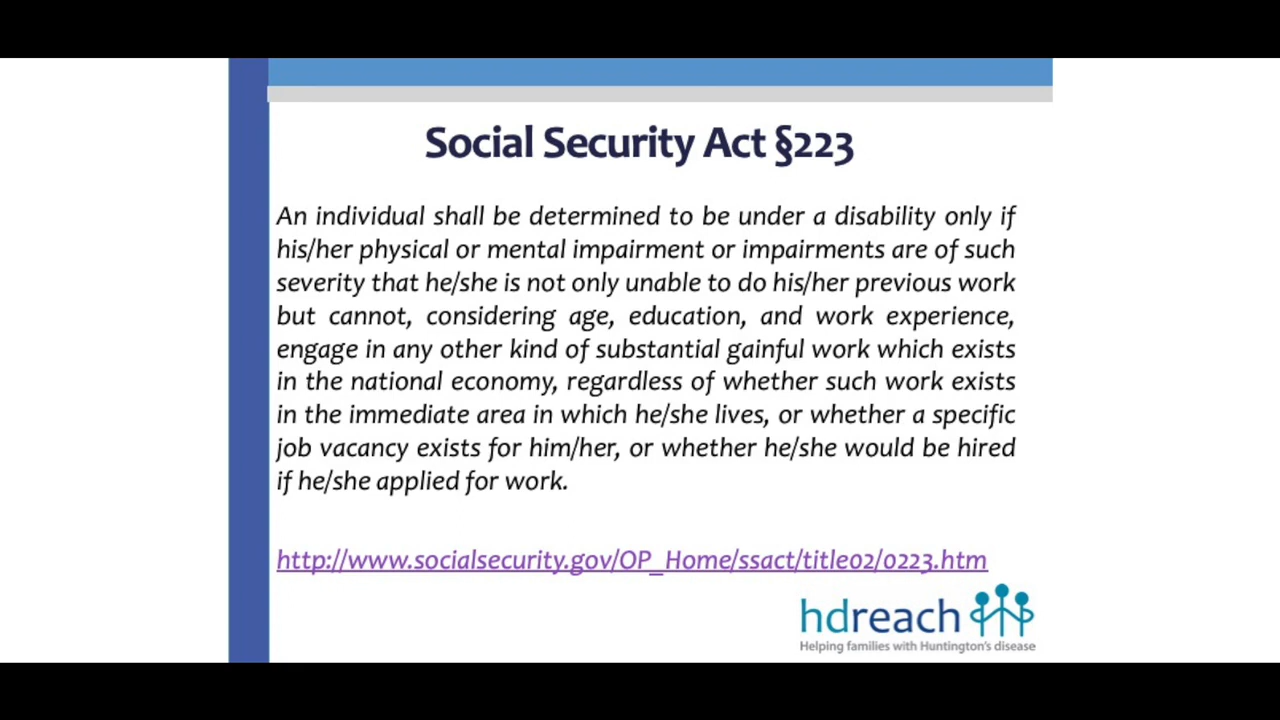 Social Security Act §223
An individual shall be determined to be under a disability only if
his/her physical or mental impairment or impairments are of such
severity that he/she is not only unable to do his/her previous work
but cannot, considering age, education, and work experience,
engage in any other kind of substantial gainful work which exists
in the national economy, regardless of whether such work exists
in the immediate area in which he/she lives, or whether a specific
job vacancy exists for him/her, or whether he/she would be hired
if he/she applied for work.
http://www.socialsecurity.gov/OP_Home/ssact/title02/0223.htm
hdreach
Helping families with Huntington's disease